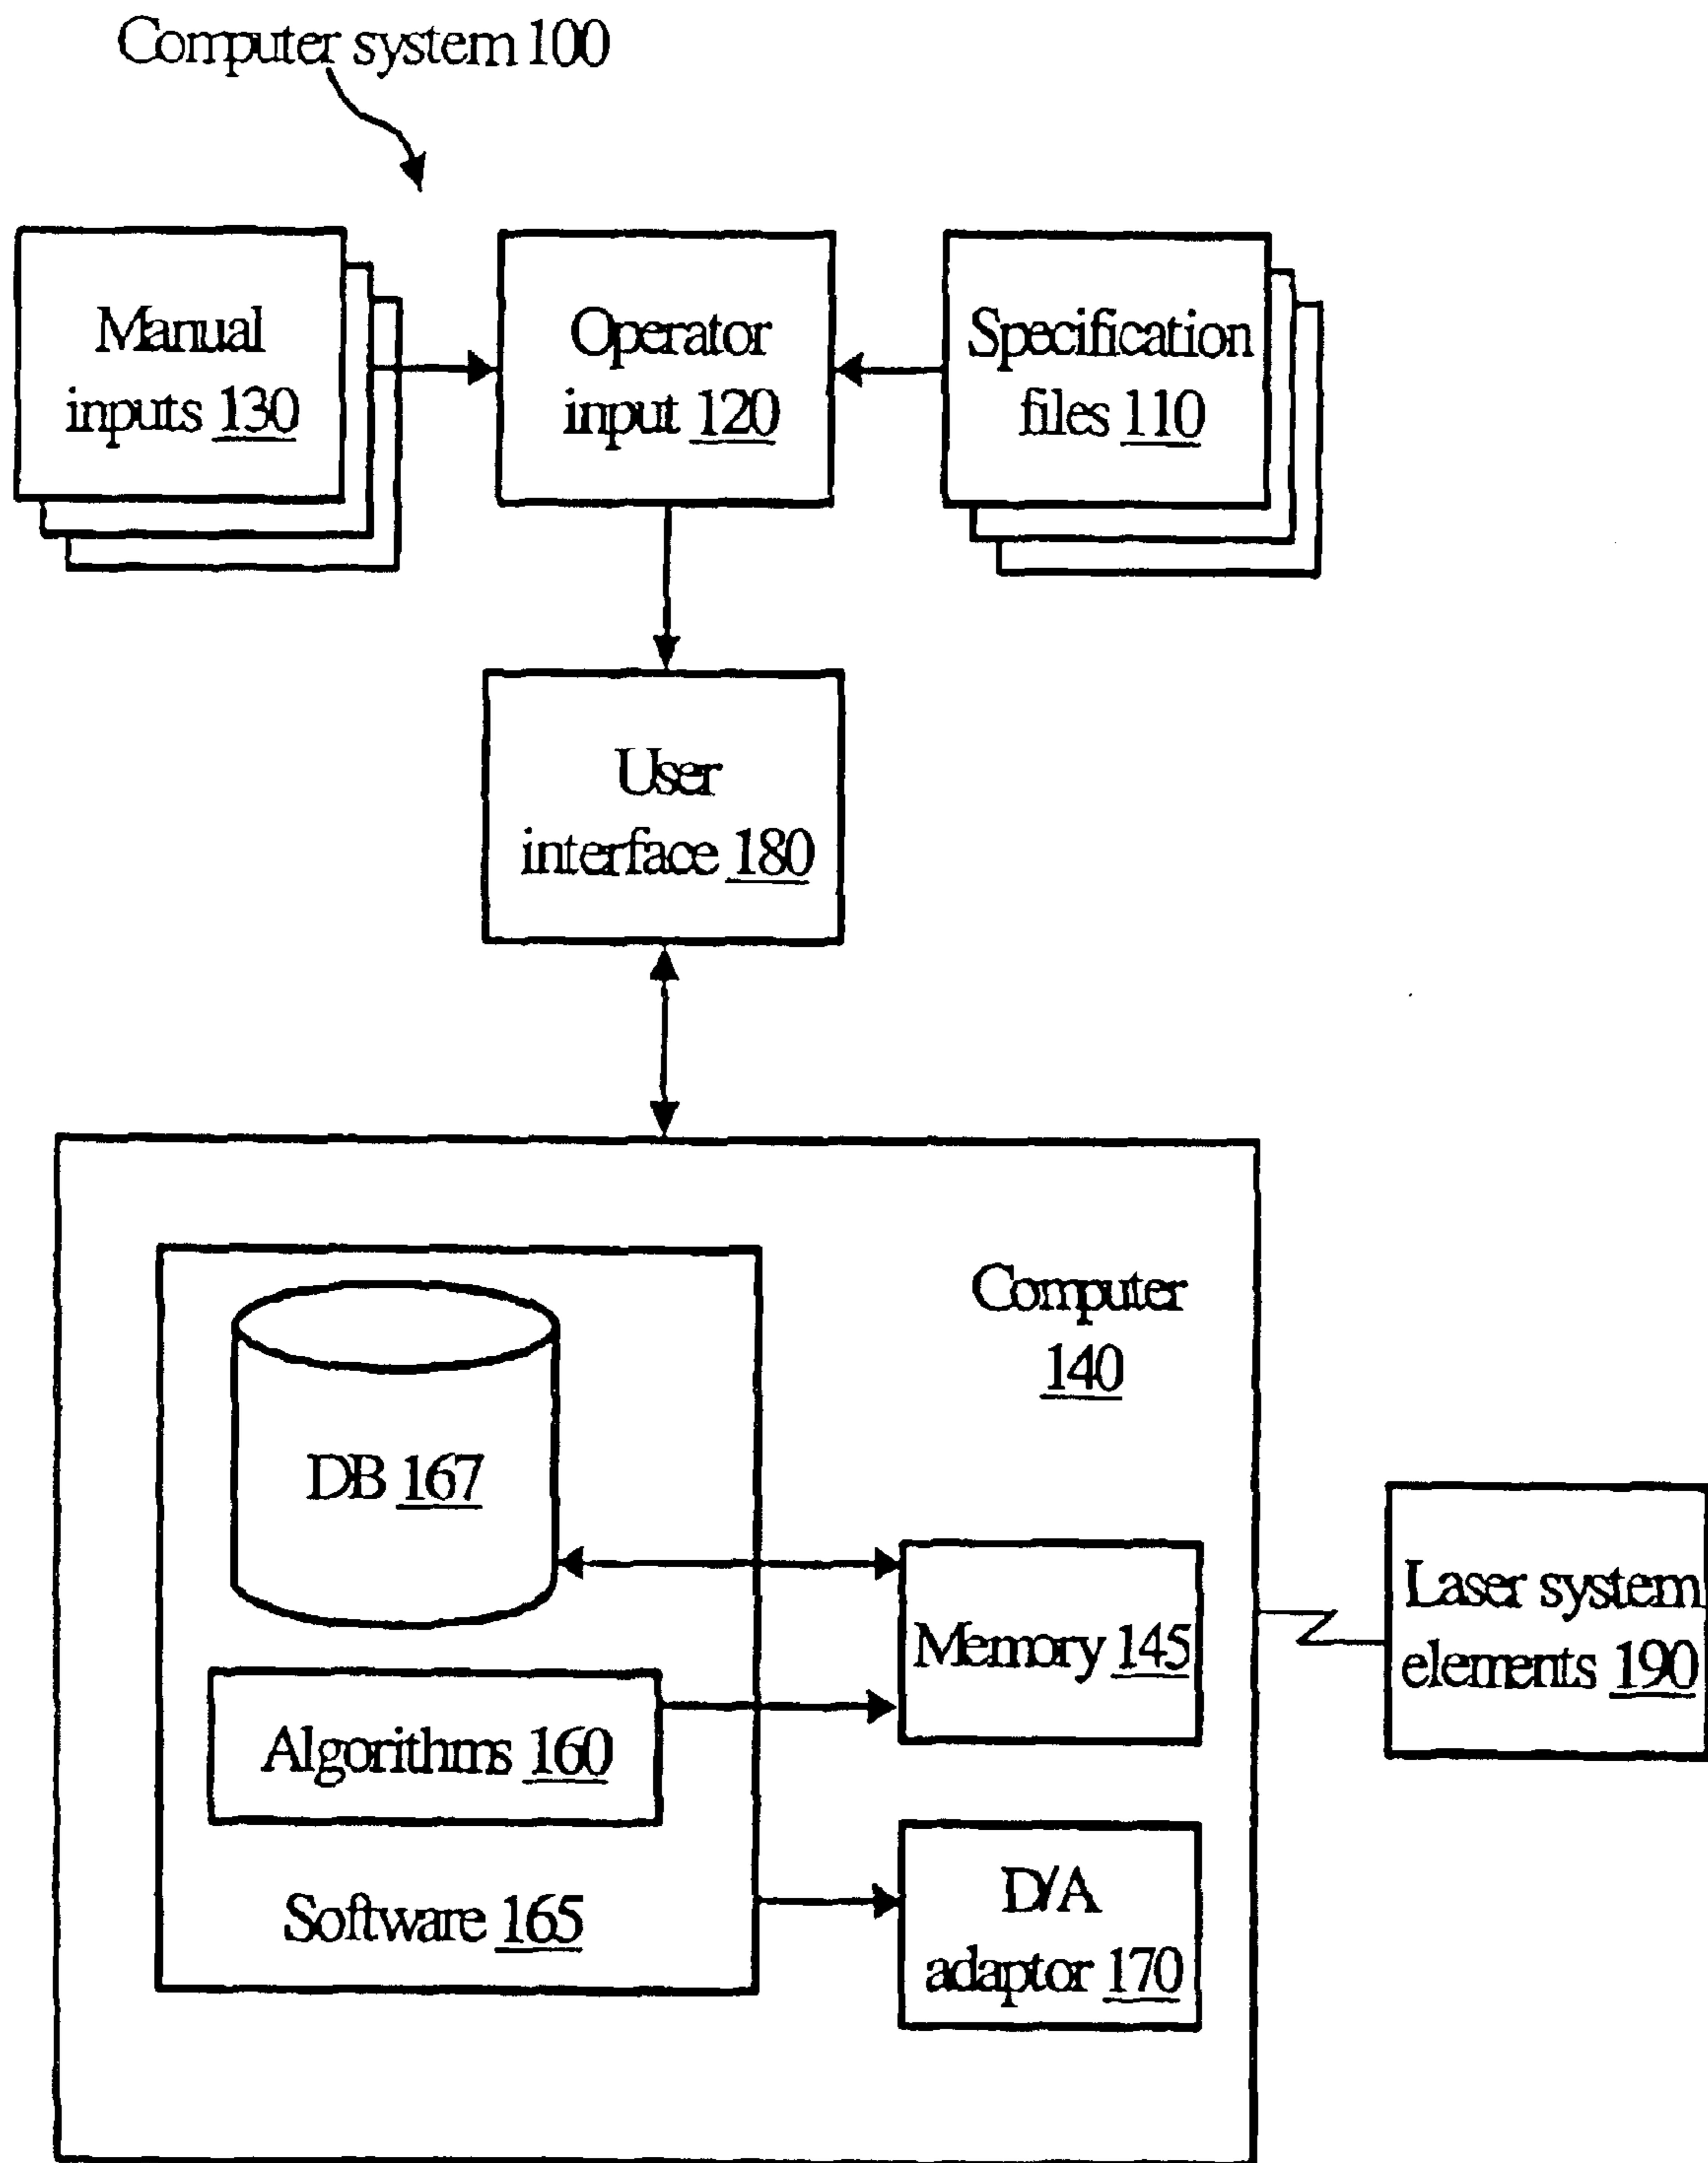 Computer system 100
Manual
inputs 130
Operator
input 120
Specification
files 110
User
interface 180
Computer
140
DB 167
Memory 145
Laser system
elements 190
Algorithms 160
Software 165
D/A
adaptor 170